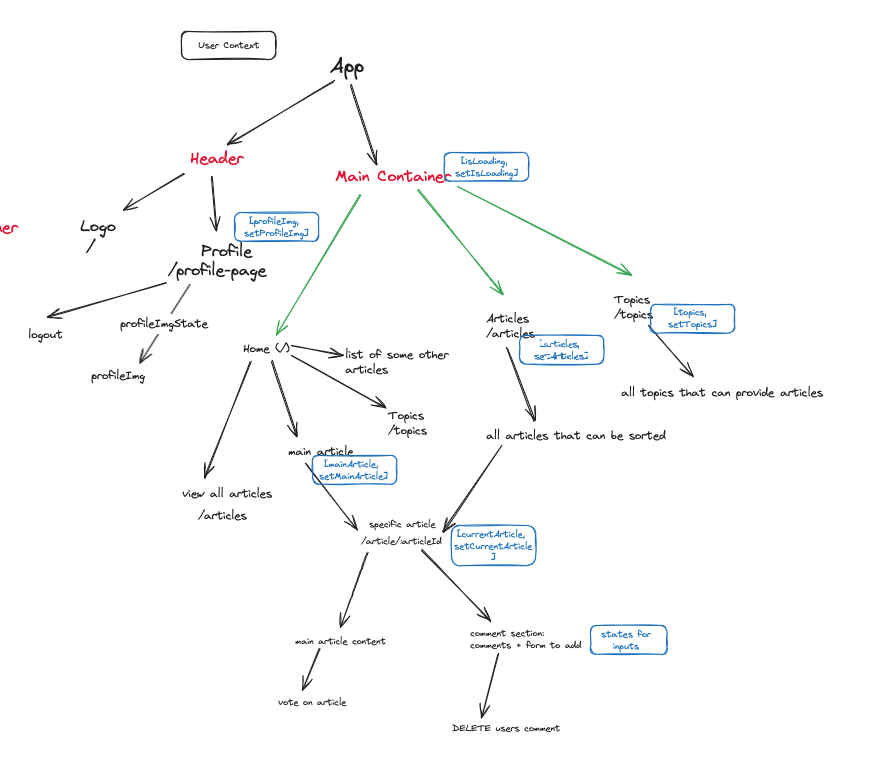 User Context
App
Header
Main Container
[isLoading,
setIsLoading]
er
Logo
/
[profileImg,
setProfileImg]
Profile
/profile-page
logout
profileImgState
profileImg
Home (/)
list of some other
articles
Topics
/topics
Articles
/articles
[articles,
setArticles]
Topics
/topics
[topics,
setTopics]
all topics that can provide articles
all articles that can be sorted
main article
[mainArticle,
setMainArticle]
view all articles
/articles
specific article
/article/:articleId
[currentArticle,
setCurrentArticle
]
main article content
vote on article
comment section:
comments + form to add
states for
inputs
DELETE users comment